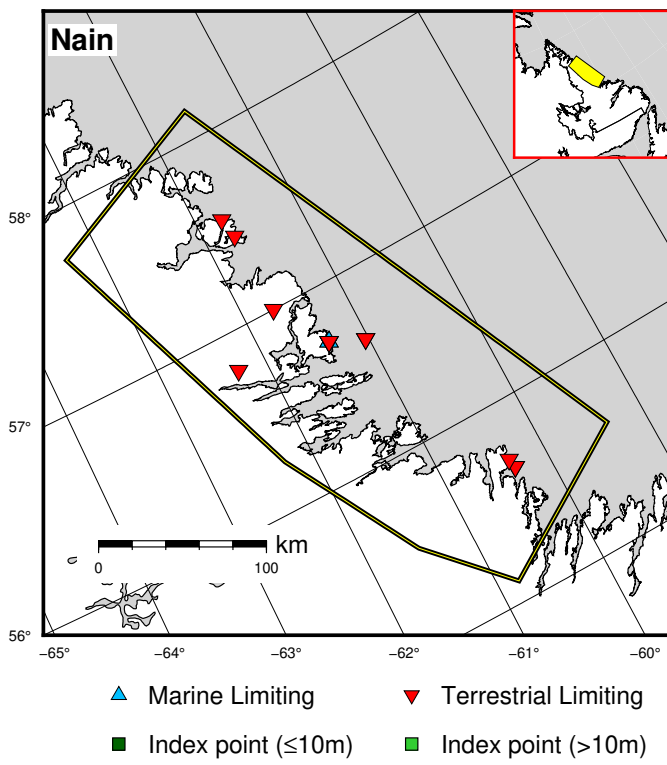 Nain
58°
57°
56°
km
0 100
−65° −64° −63° −62° −61° −60°
Marine Limiting Terrestrial Limiting
Index point (≤10m) Index point (>10m)